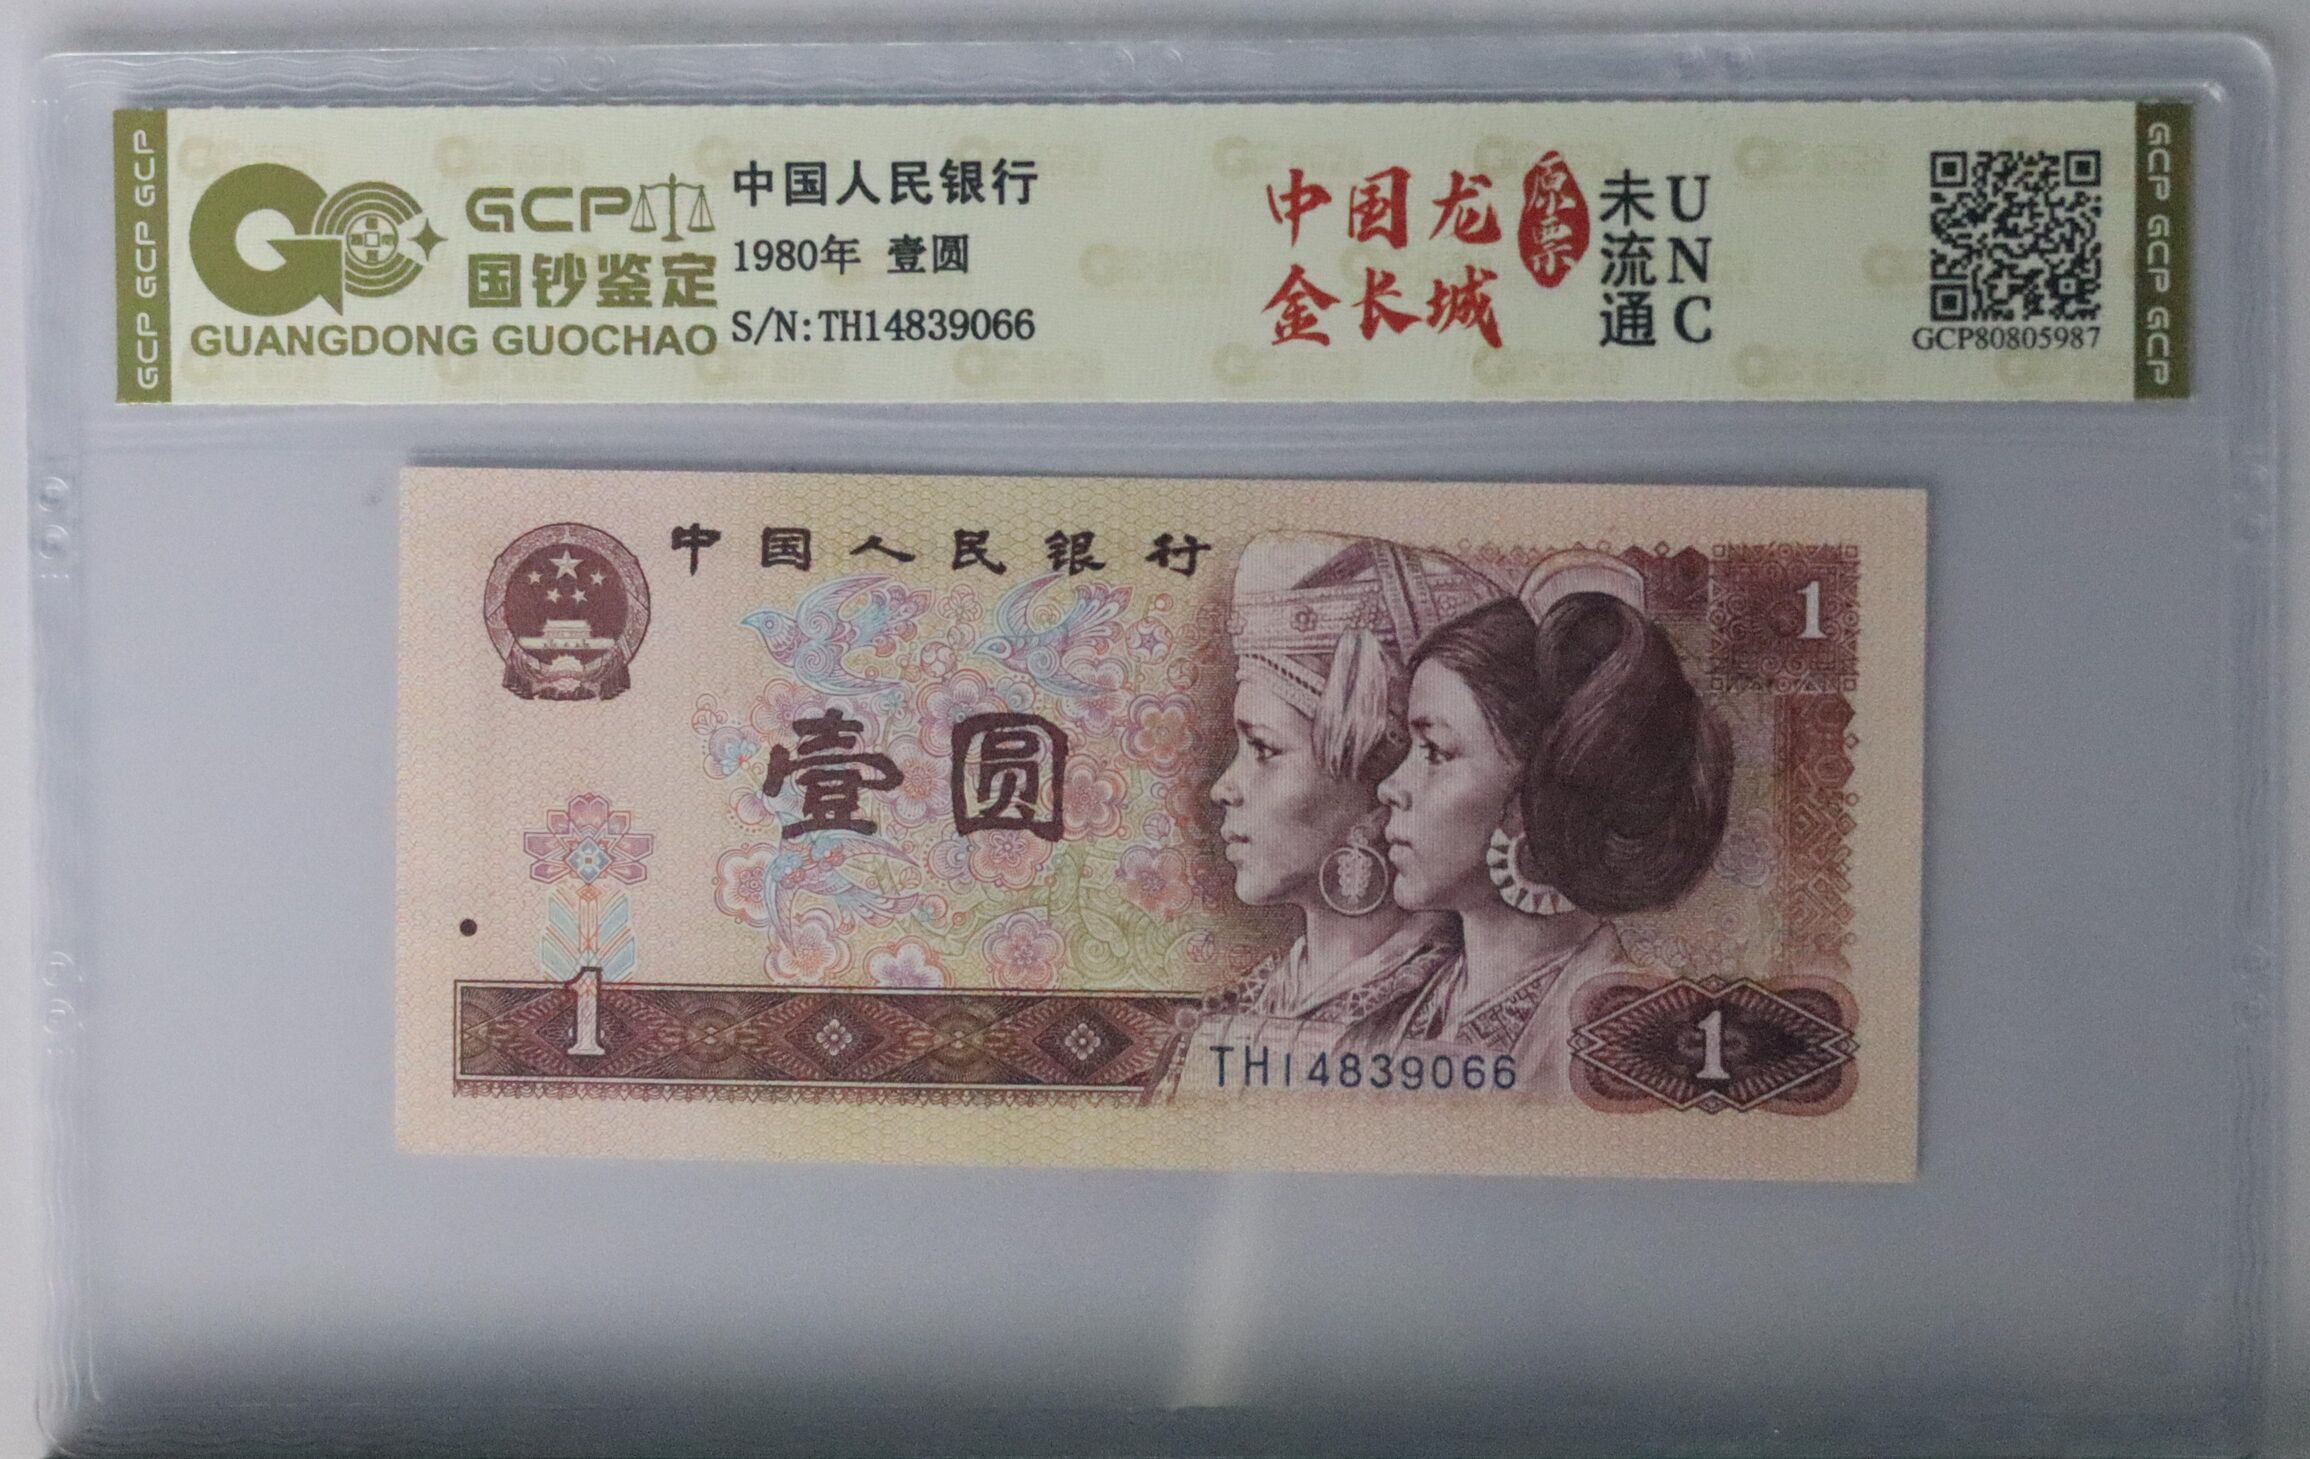 GCP GCP GCP
GCP
国钞鉴定
GUANGDONG GUOCHAO
中国人民银行
1980年 壹圆
S/N:TH14839066
中国龙
金长城
原票
未流通
UNC
GCP80805987
GCP GCP GCP
中国人民银行
1
壹圆
1
TH14839066
1